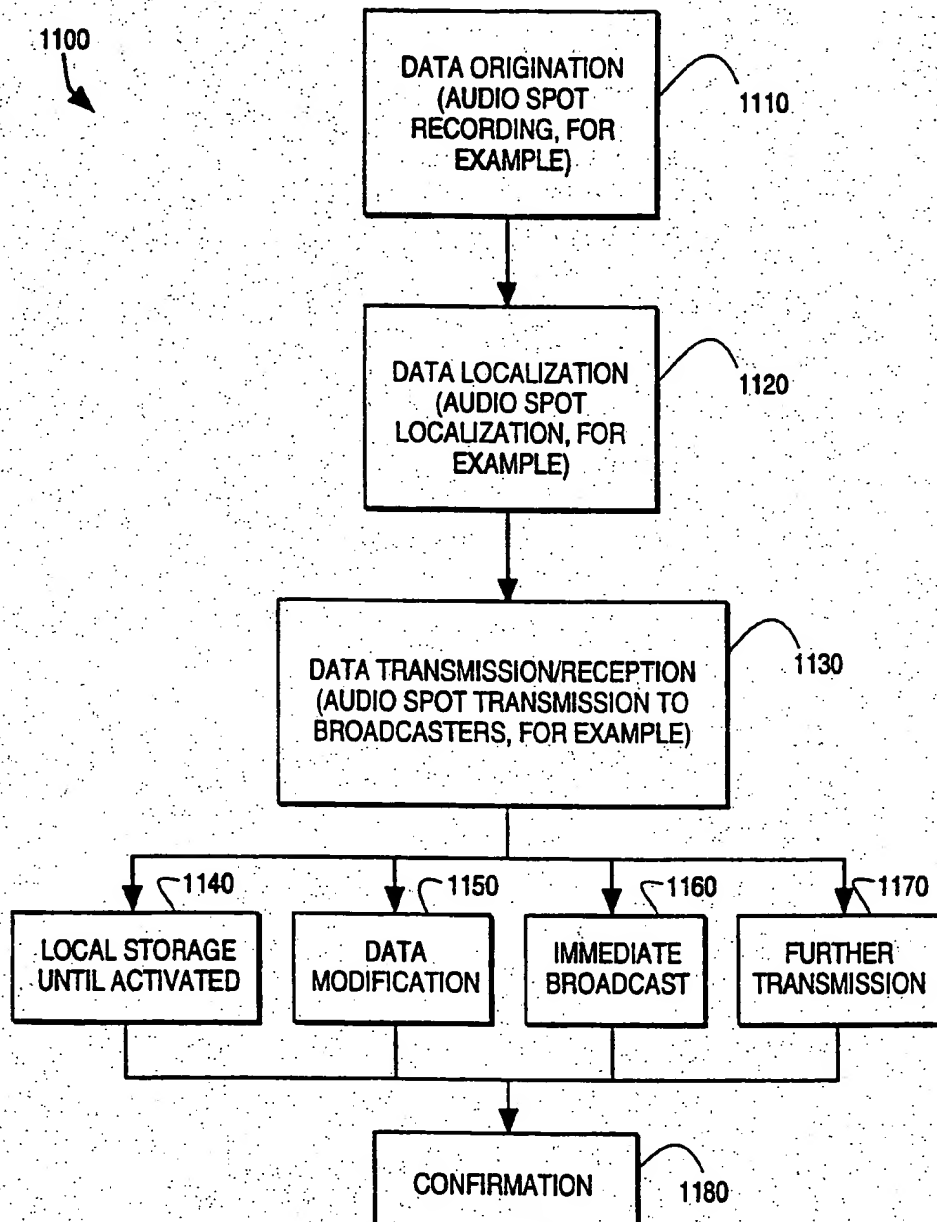 1100
DATA ORIGINATION
(AUDIO SPOT
RECORDING, FOR
EXAMPLE)
1110
DATA LOCALIZATION
(AUDIO SPOT
LOCALIZATION, FOR
EXAMPLE)
1120
DATA TRANSMISSION/RECEPTION
(AUDIO SPOT TRANSMISSION TO
BROADCASTERS, FOR EXAMPLE)
1130
1140
LOCAL STORAGE
UNTIL ACTIVATED
1150
DATA
MODIFICATION
1160
IMMEDIATE
BROADCAST
1170
FURTHER
TRANSMISSION
CONFIRMATION
1180